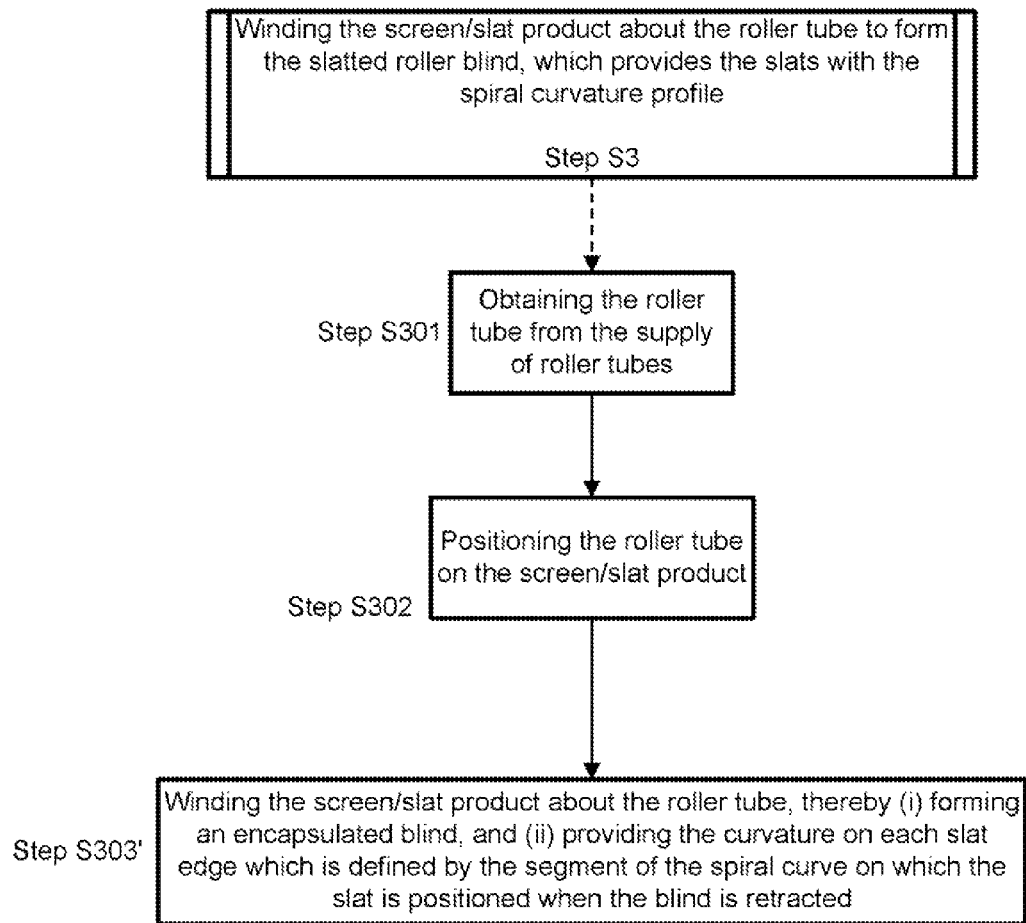 Winding the screen/slat product about the roller tube to form
the slatted roller blind, which provides the slats with the
spiral curvature profile
Step S3
Step S301
Obtaining the roller
tube from the supply
of roller tubes
Positioning the roller tube
on the screen/slat product
Step S302
Step S303'
Winding the screen/slat product about the roller tube, thereby (i) forming
an encapsulated blind, and (ii) providing the curvature on each slat
edge which is defined by the segment of the spiral curve on which the
slat is positioned when the blind is retracted